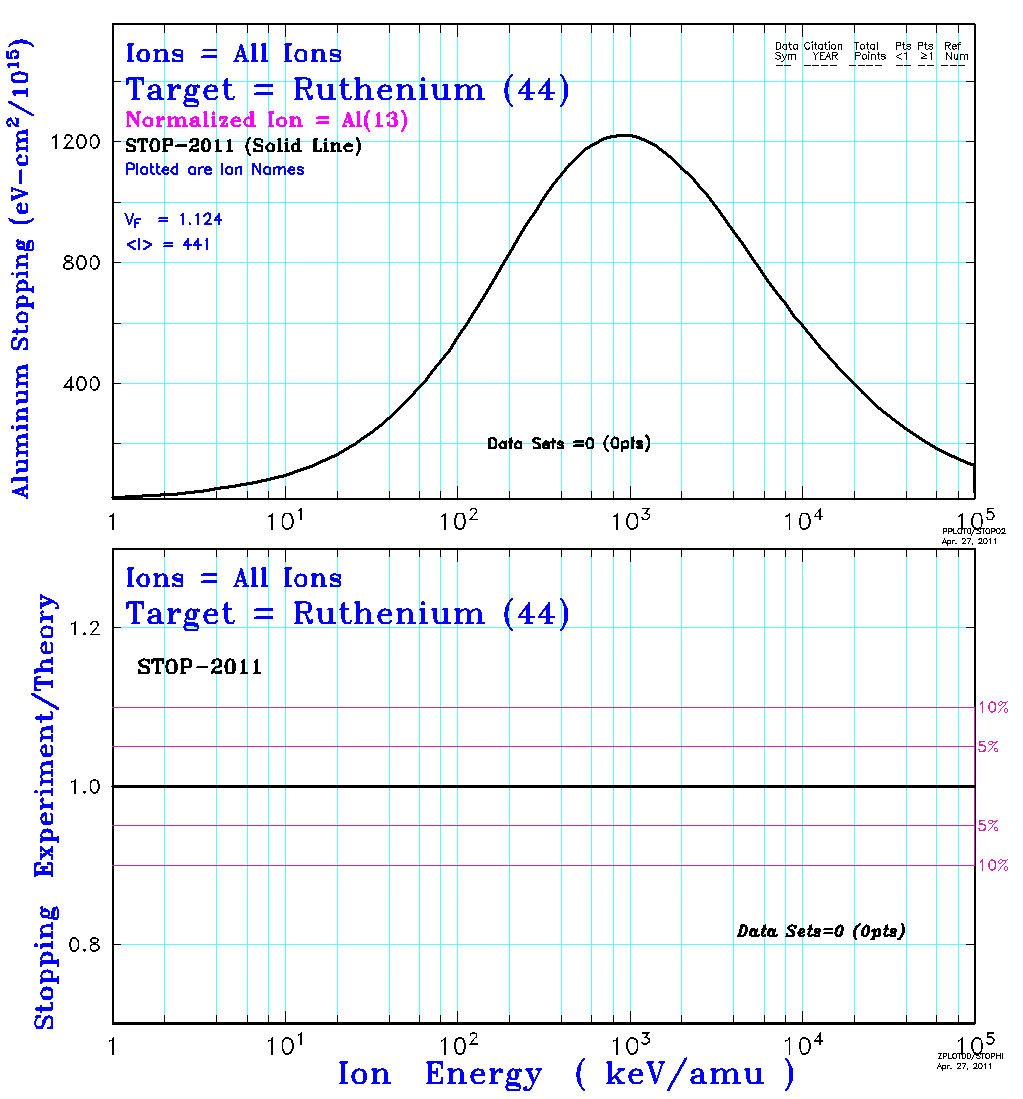 Ions = All Ions
Target = Ruthenium (44)
Normalized Ion = Al(13)
STOP-2011 (Solid Line)
Plotted are Ion Names
V_F = 1.124
<I> = 441
Data Citation Total Pts Pts Ref
Sym YEAR Points <1 ≥1 Num
Aluminum Stopping (eV-cm²/10¹⁵)
1200
800
400
Data Sets =0 (0pts)
1 10¹ 10² 10³ 10⁴ 10⁵
PPLOT0/STOP02
Apr. 27, 2011
Ions = All Ions
Target = Ruthenium (44)
STOP-2011
Stopping Experiment/Theory
1.2
1.0
0.8
10%
5%
5%
10%
Data Sets=0 (0pts)
1 10¹ 10² 10³ 10⁴ 10⁵
ZPLOT0D/STOPHI
Apr. 27, 2011
Ion Energy ( keV/amu )